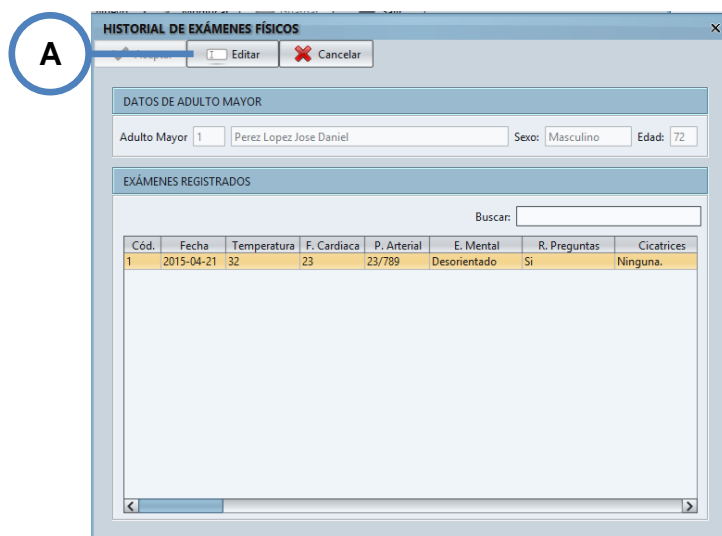 HISTORIAL DE EXÁMENES FÍSICOS
A
Editar Cancelar
DATOS DE ADULTO MAYOR
Adulto Mayor 1 Perez Lopez Jose Daniel Sexo: Masculino Edad: 72
EXÁMENES REGISTRADOS
Buscar:
Cód. Fecha Temperatura F. Cardiaca P. Arterial E. Mental R. Preguntas Cicatrices
1 2015-04-21 32 23 23/789 Desorientado Si Ninguna.